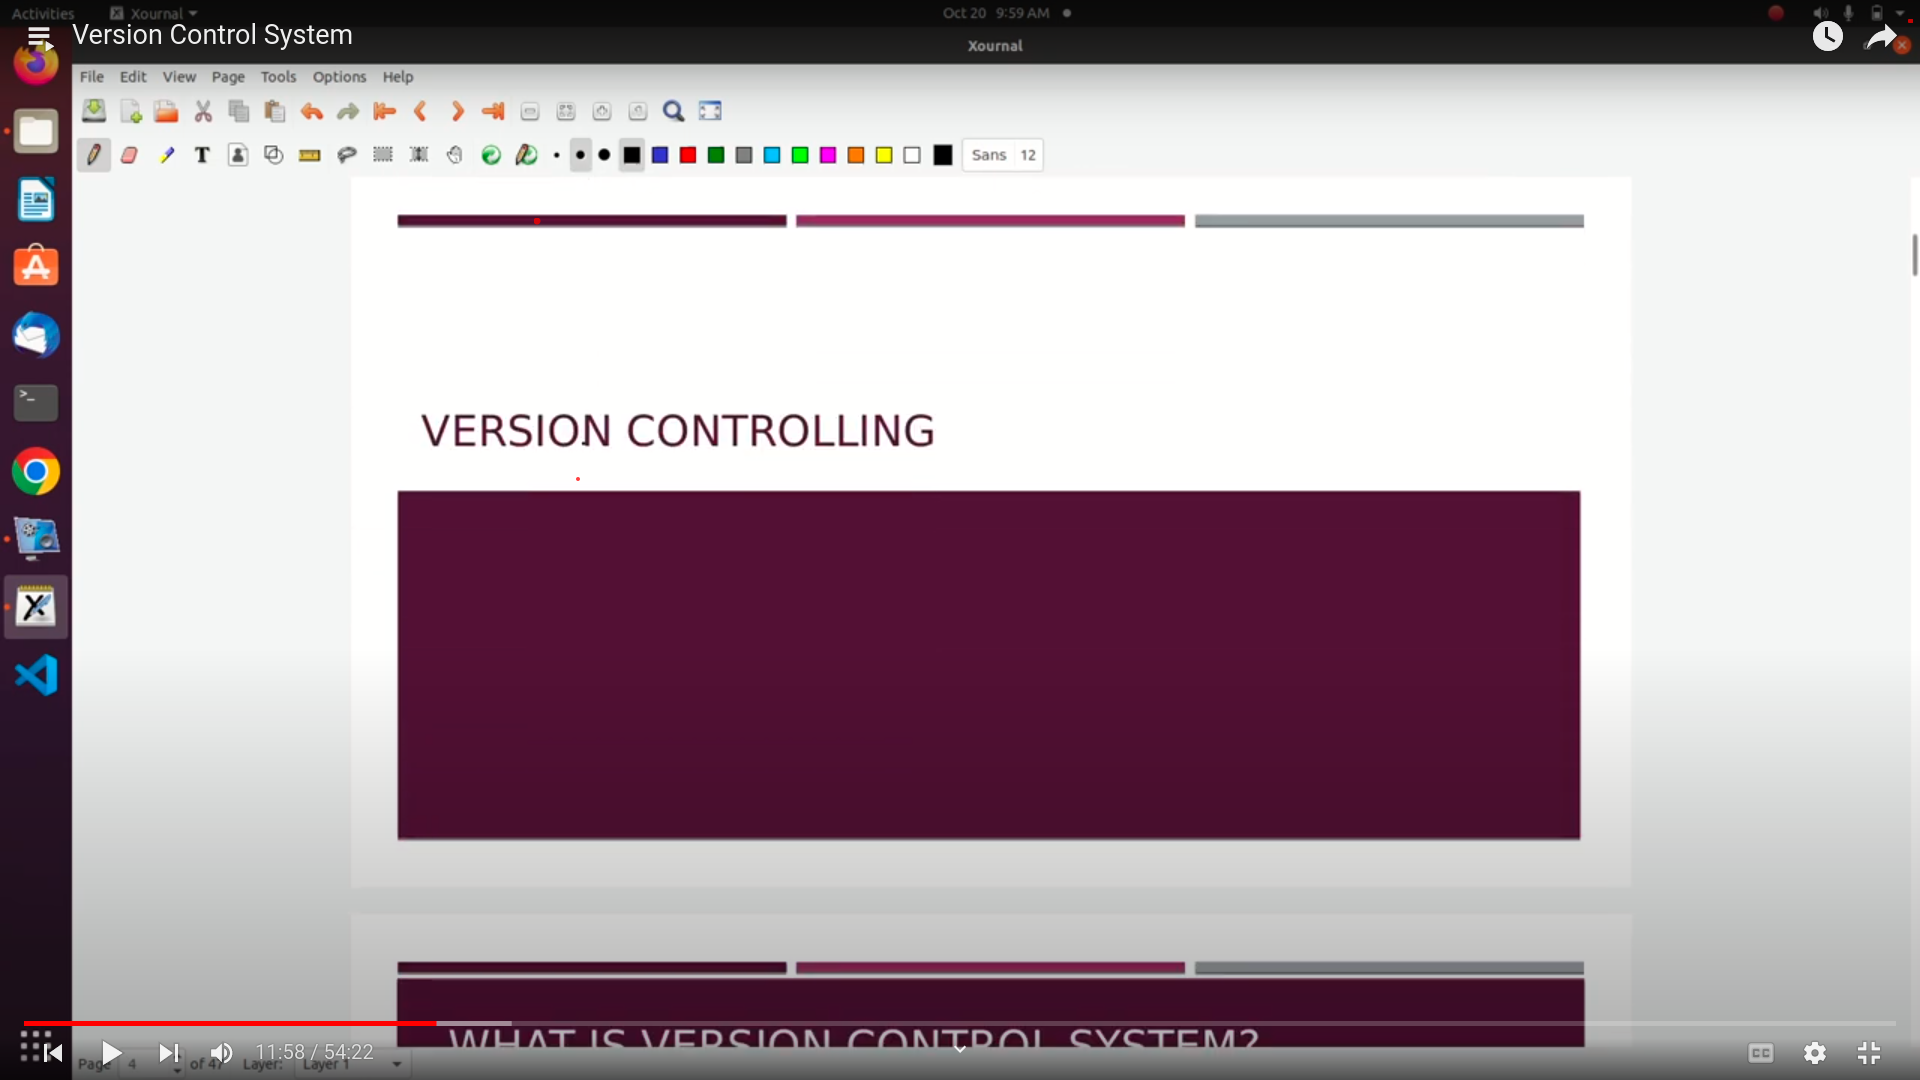 Activities Xournal Oct 20 9:59 AM
Version Control System
Xournal
File Edit View Page Tools Options Help
T Sans 12
VERSION CONTROLLING
WHAT IS VERSION CONTROL SYSTEM?
11:58 / 54:22 CC
Page 4 of 47 Layer: Layer 1